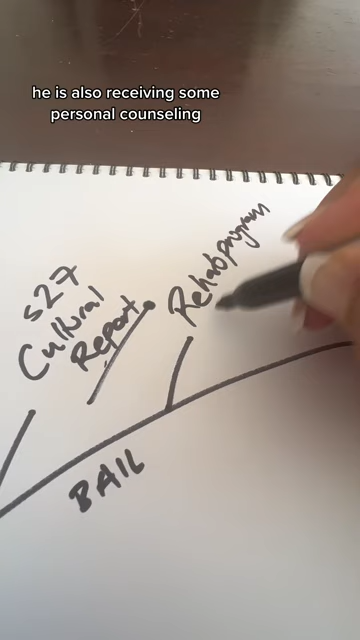 he is also receiving some
personal counseling
s27
Cultural
Report
Rehab program
BAIL